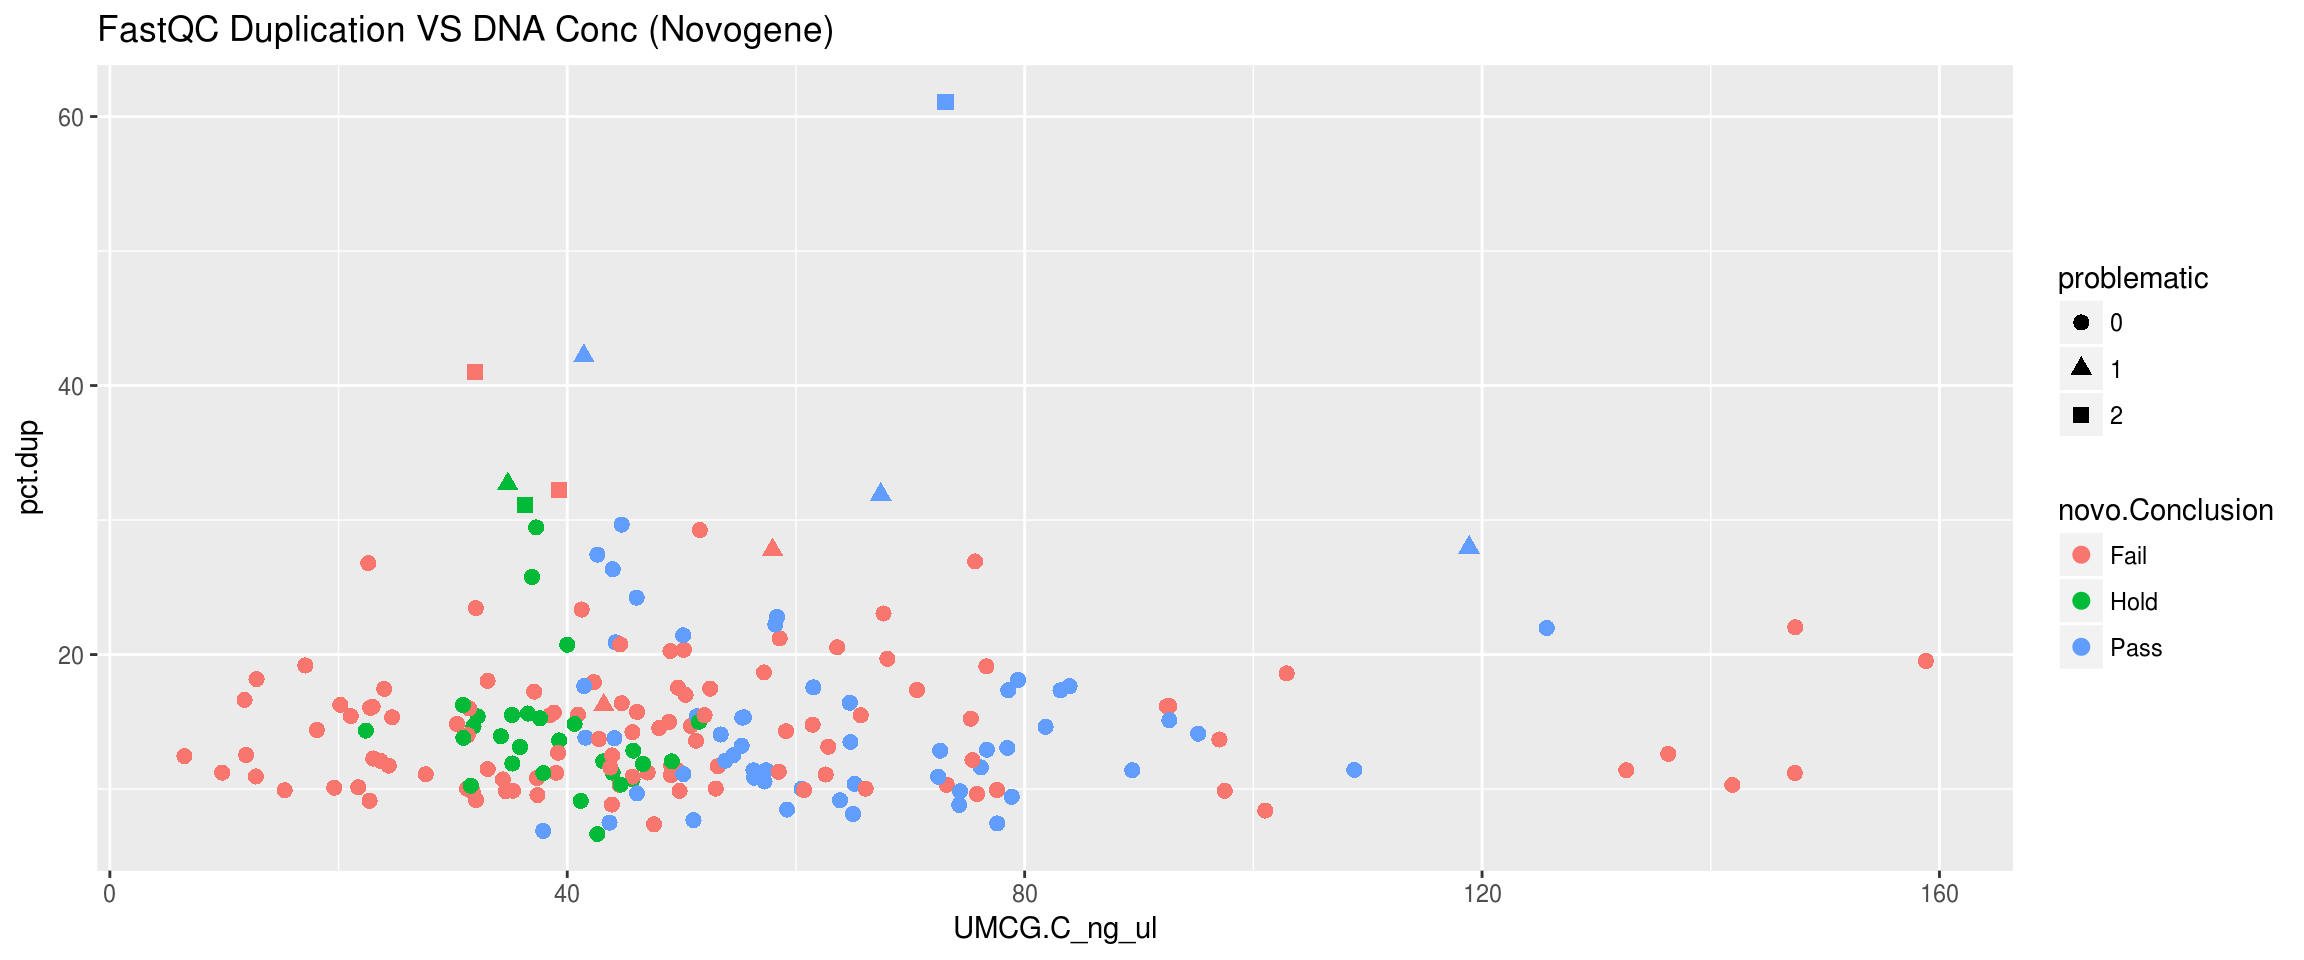 FastQC Duplication VS DNA Conc (Novogene)
60
40
20
pct.dup
0
40
80
120
160
UMCG.C_ng_ul
problematic
0
1
2
novo.Conclusion
Fail
Hold
Pass